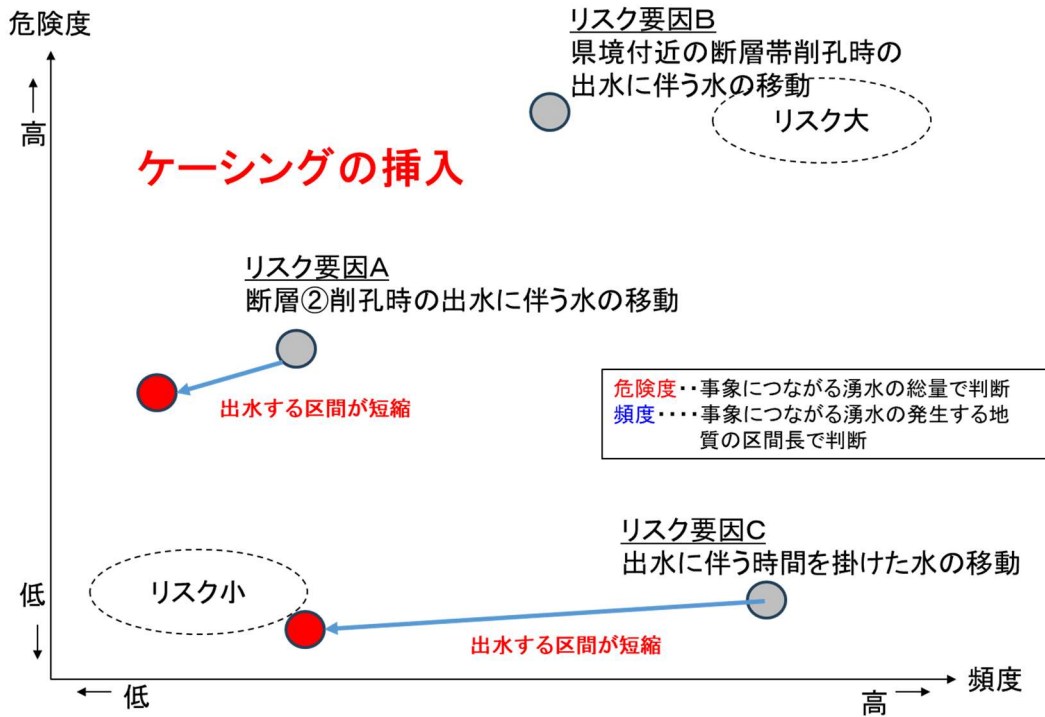 危険度
高
リスク要因B
県境付近の断層帯削孔時の
出水に伴う水の移動
リスク大
ケーシングの挿入
リスク要因A
断層②削孔時の出水に伴う水の移動
出水する区間が短縮
危険度‥事象につながる湧水の総量で判断
頻度‥‥事象につながる湧水の発生する地
質の区間長で判断
リスク要因C
出水に伴う時間を掛けた水の移動
リスク小
低
出水する区間が短縮
低
高
頻度